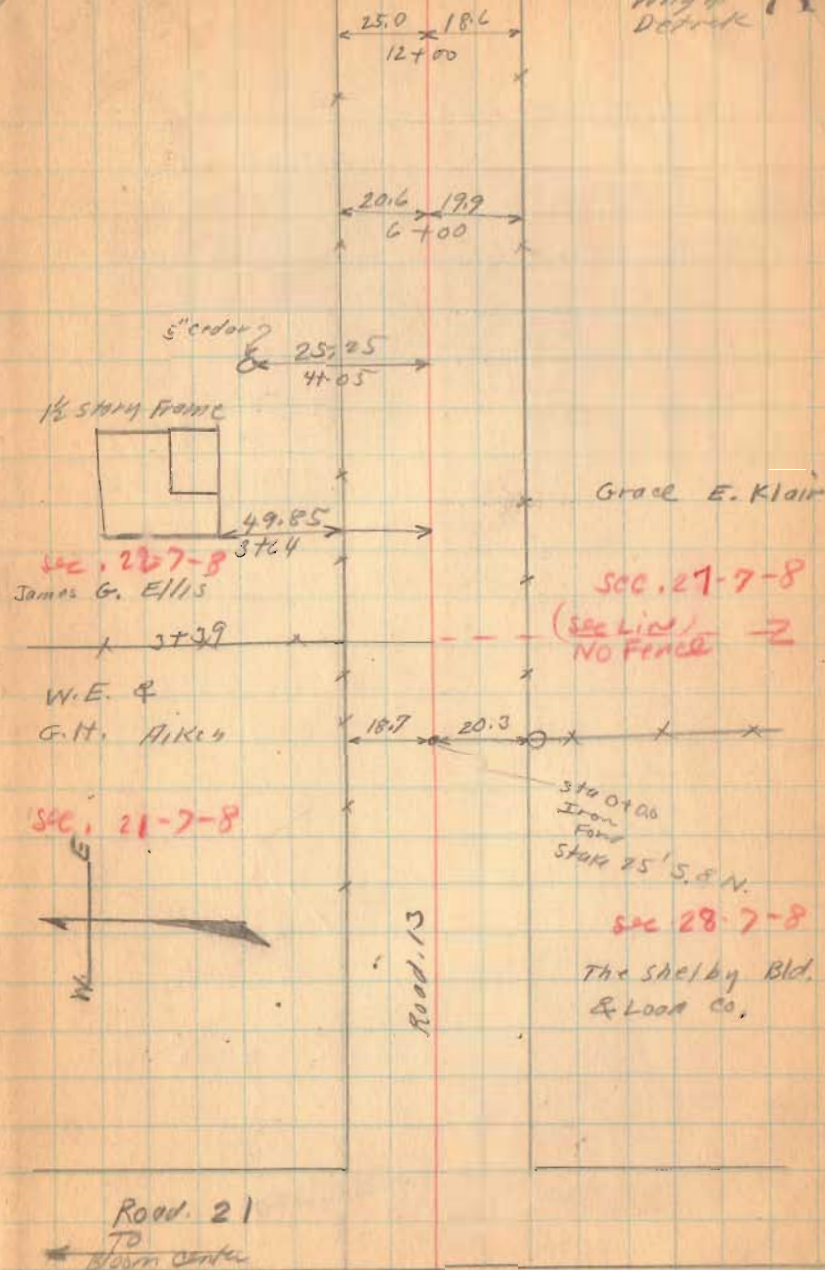 Detrick
25.0 18.6
12+00
20.6 19.9
6+00
5" cedar
25.25
4+05
1½ Story Frame
Grace E. Klair
49.85
3+64
sec. 22-7-8
James G. Ellis
sec. 27-7-8
3+39
(sec Line)
No Fence
W.E. &
G.H. Aiken
18.7 20.3
sta 0+00
Iron
Stake 25' S. & N.
sec. 21-7-8
E
W
sec 28-7-8
The Shelby Bld.
& Loan Co.
Road. 13
Road. 21
To
Bloom Center